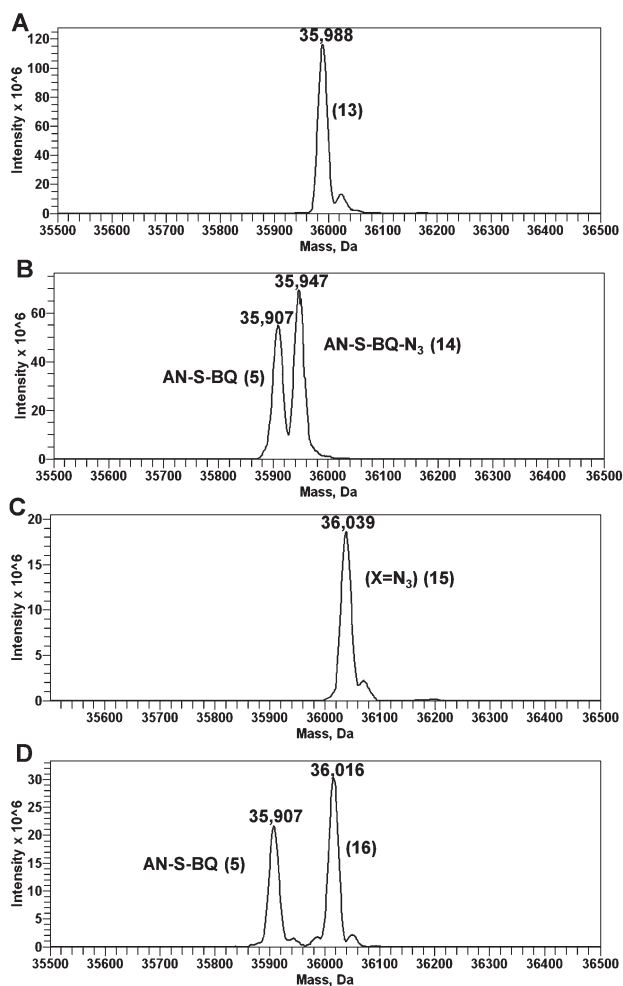 A
35,988
(13)
Intensity x 10^6
120
100
80
60
40
20
0
35500 35600 35700 35800 35900 36000 36100 36200 36300 36400 36500
Mass, Da
B
35,947
35,907
AN-S-BQ-N3 (14)
AN-S-BQ (5)
Intensity x 10^6
60
40
20
0
35500 35600 35700 35800 35900 36000 36100 36200 36300 36400 36500
Mass, Da
C
36,039
(X=N3) (15)
Intensity x 10^6
20
15
10
5
0
35600 35700 35800 35900 36000 36100 36200 36300 36400 36500
Mass, Da
D
36,016
35,907
(16)
AN-S-BQ (5)
Intensity x 10^6
30
25
20
15
10
5
0
35500 35600 35700 35800 35900 36000 36100 36200 36300 36400 36500
Mass, Da